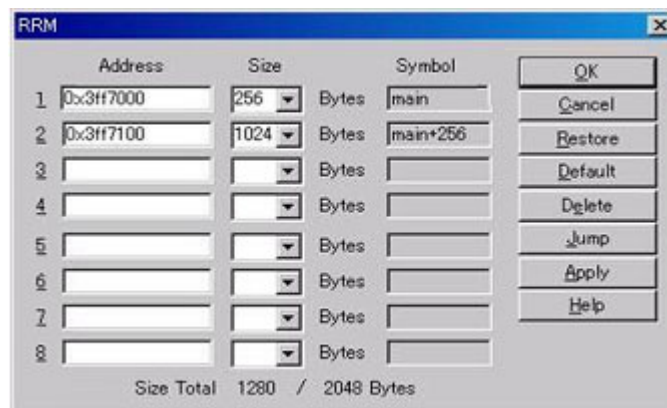 RRM
Address Size Symbol
1 0x3ff7000 256 Bytes main
2 0x3ff7100 1024 Bytes main+256
3 Bytes
4 Bytes
5 Bytes
6 Bytes
7 Bytes
8 Bytes
Size Total 1280 / 2048 Bytes
OK
Cancel
Restore
Default
Delete
Jump
Apply
Help